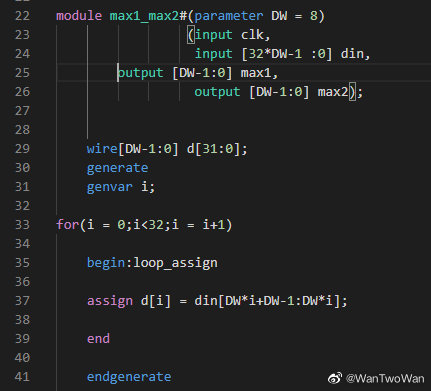 22 module max1_max2#(parameter DW = 8)
23 (input clk,
24 input [32*DW-1 :0] din,
25 output [DW-1:0] max1,
26 output [DW-1:0] max2);
27
28
29 wire[DW-1:0] d[31:0];
30 generate
31 genvar i;
32
33 for(i = 0;i<32;i = i+1)
34
35 begin:loop_assign
36
37 assign d[i] = din[DW*i+DW-1:DW*i];
38
39 end
40
41 endgenerate
@WanTwoWan